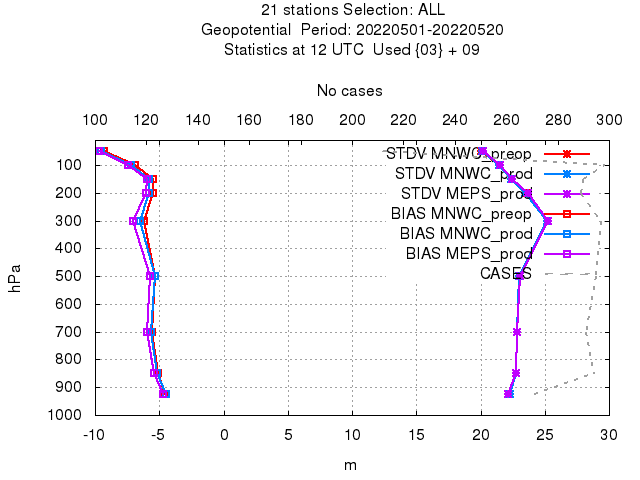 21 stations Selection: ALL
Geopotential  Period: 20220501-20220520
Statistics at 12 UTC  Used {03} + 09
No cases
100 120 140 160 180 200 220 240 260 280 300
STDV MNWC_preop
100
STDV MNWC_prod
200
STDV MEPS_prod
BIAS MNWC_preop
300
BIAS MNWC_prod
400
BIAS MEPS_prod
500
CASES
hPa
600
700
800
900
1000
-10 -5 0 5 10 15 20 25 30
m